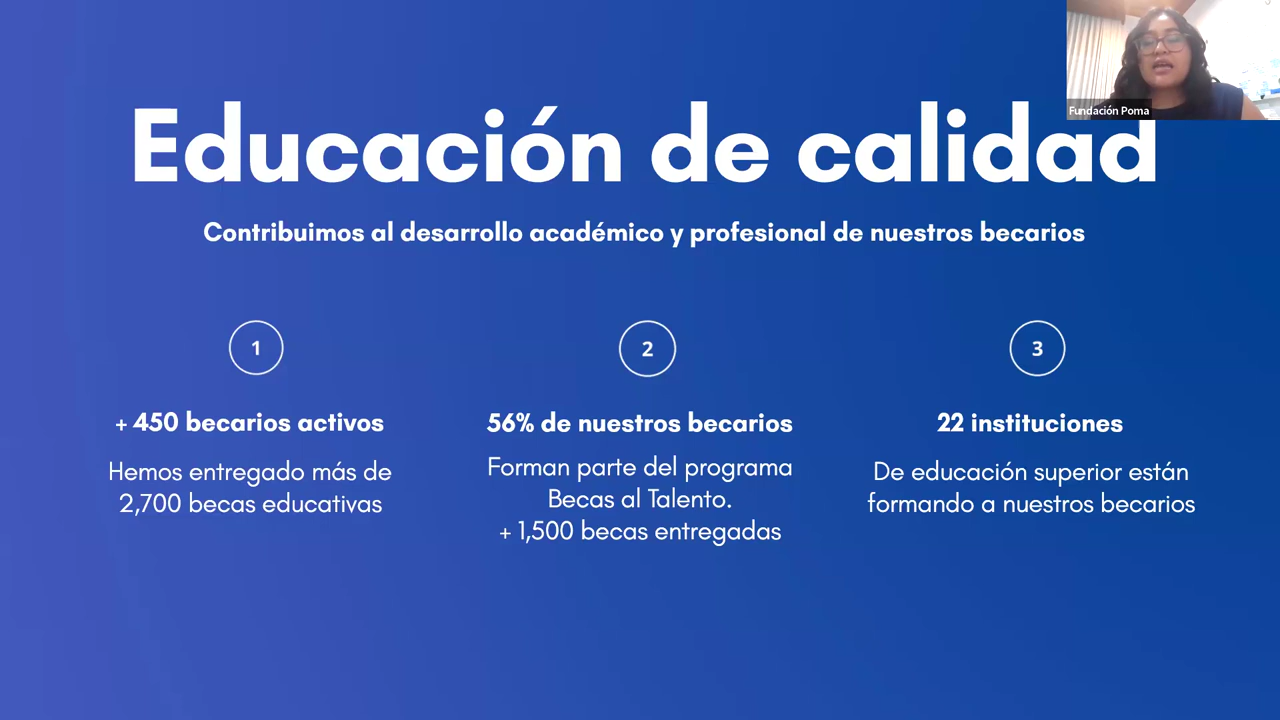 Fundación Poma
Educación de calidad
Contribuimos al desarrollo académico y profesional de nuestros becarios
1
+ 450 becarios activos
Hemos entregado más de
2,700 becas educativas
2
56% de nuestros becarios
Forman parte del programa
Becas al Talento.
+ 1,500 becas entregadas
3
22 instituciones
De educación superior están
formando a nuestros becarios